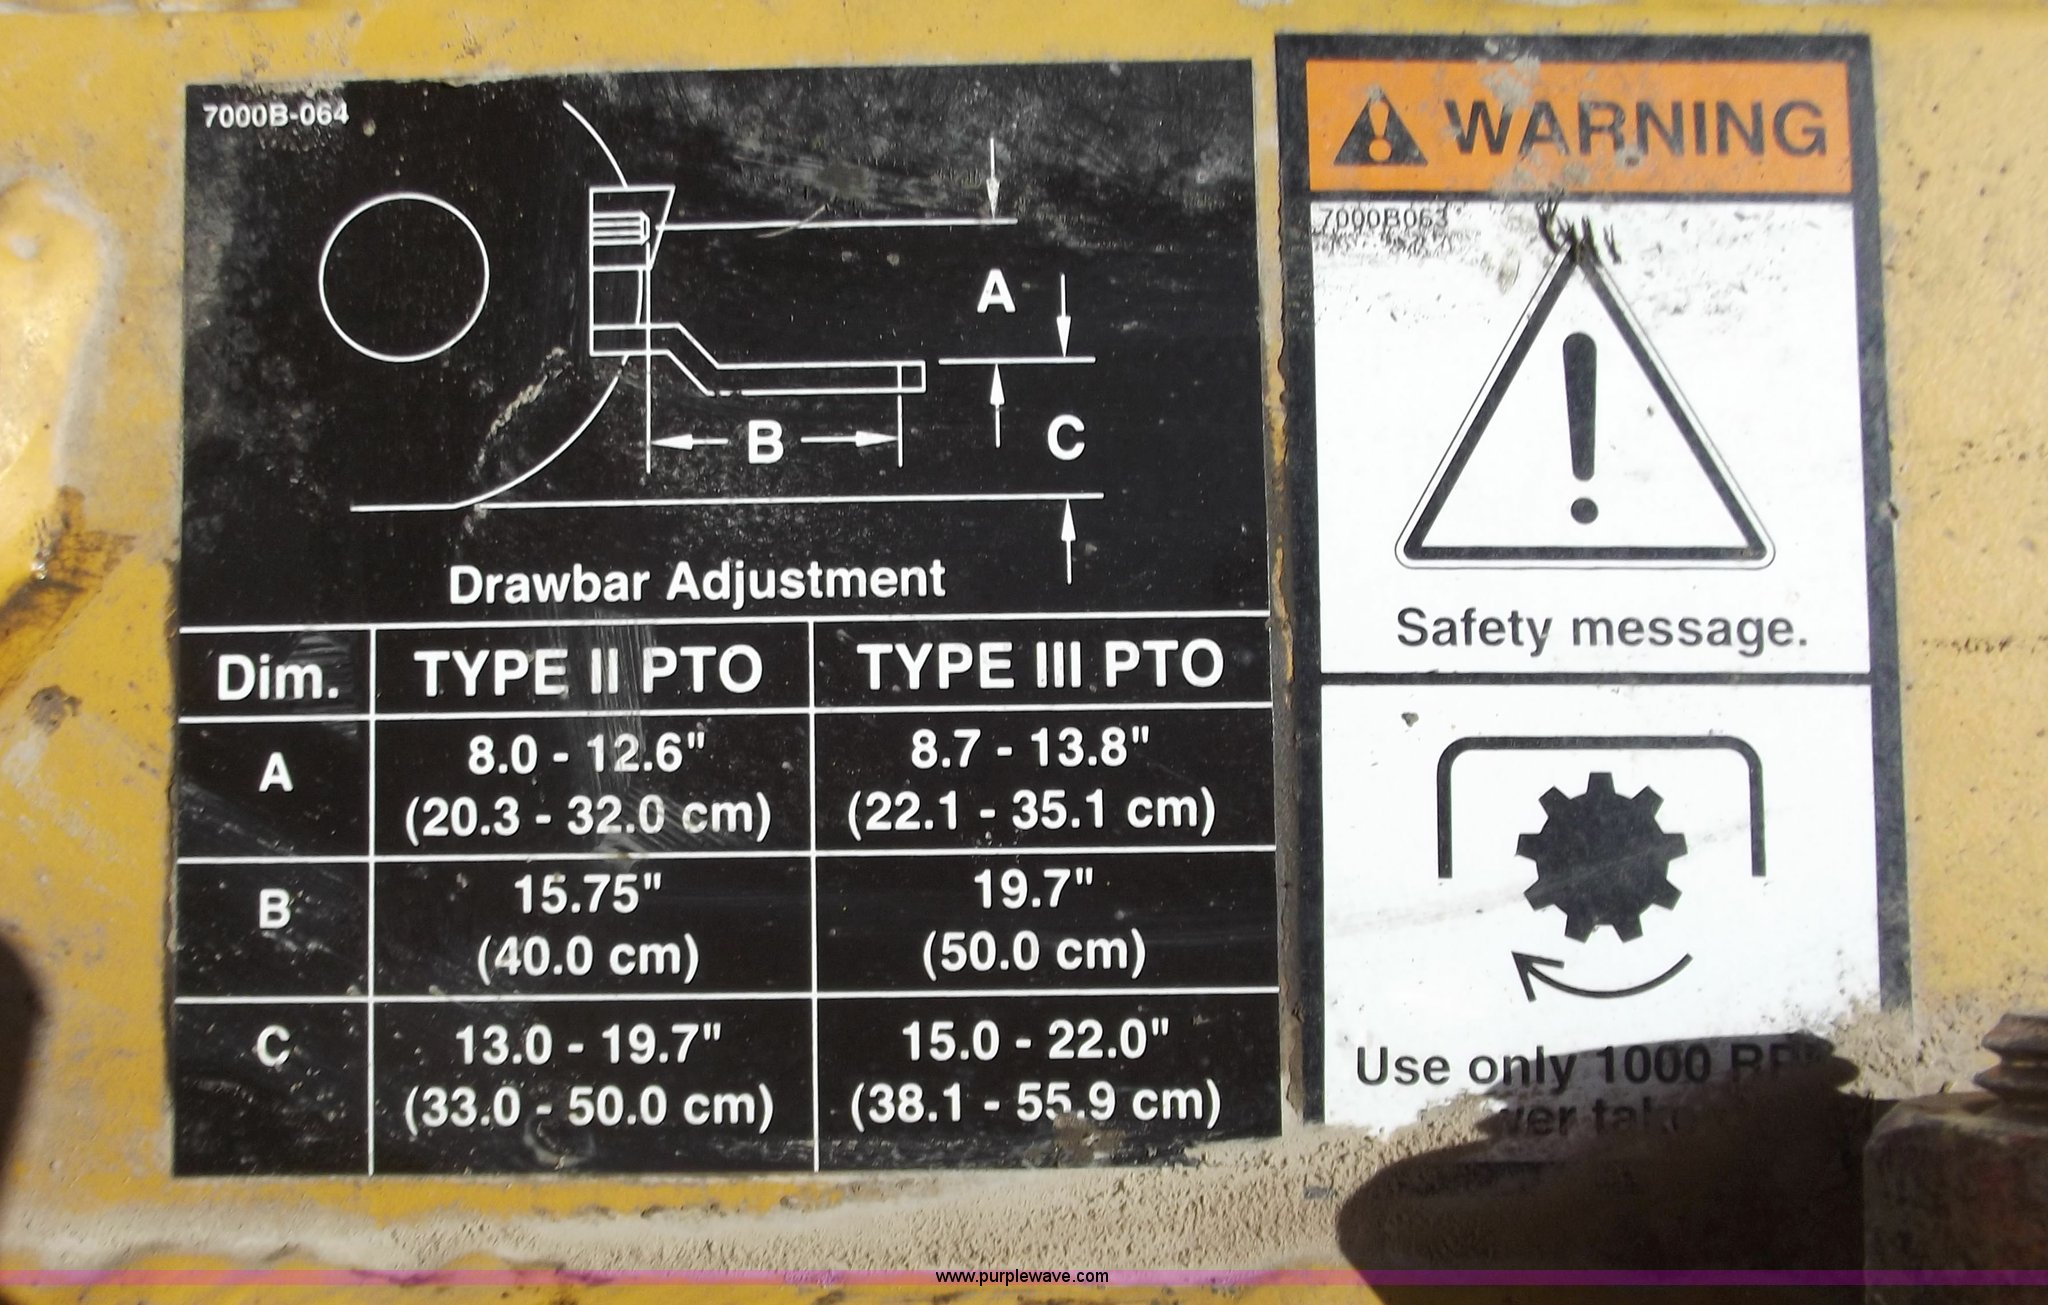 7000B-064
A
B
C
Drawbar Adjustment
Dim. TYPE II PTO TYPE III PTO
A 8.0 - 12.6" 8.7 - 13.8"
(20.3 - 32.0 cm) (22.1 - 35.1 cm)
B 15.75" 19.7"
(40.0 cm) (50.0 cm)
C 13.0 - 19.7" 15.0 - 22.0"
(33.0 - 50.0 cm) (38.1 - 55.9 cm)
WARNING
7000B063
Safety message.
Use only 1000
www.purplewave.com